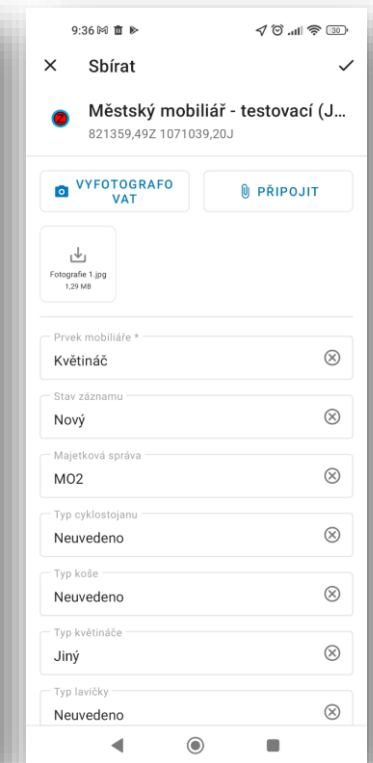 9:36
30
Sbírat
Městský mobiliář - testovací (J...
821359,49Z 1071039,20J
VYFOTOGRAFO
VAT
PŘIPOJIT
Fotografie 1.jpg
1,29 MB
Prvek mobiliáře *
Květináč
Stav záznamu
Nový
Majetková správa
MO2
Typ cyklostojanu
Neuvedeno
Typ koše
Neuvedeno
Typ květináče
Jiný
Typ lavičky
Neuvedeno